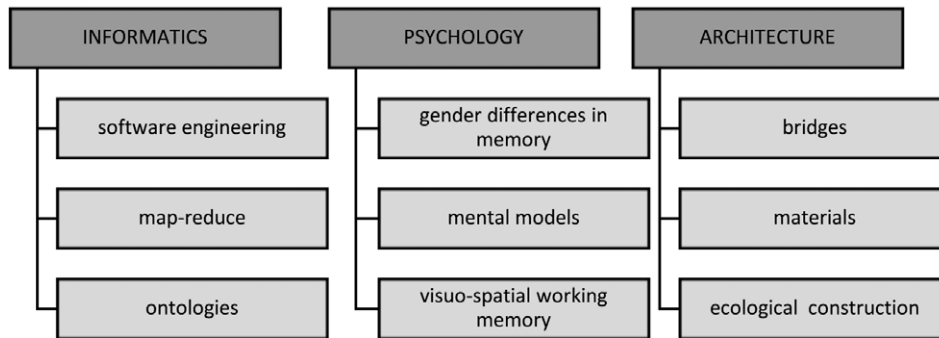 INFORMATICS
software engineering
map-reduce
ontologies
PSYCHOLOGY
gender differences in
memory
mental models
visuo-spatial working
memory
ARCHITECTURE
bridges
materials
ecological construction